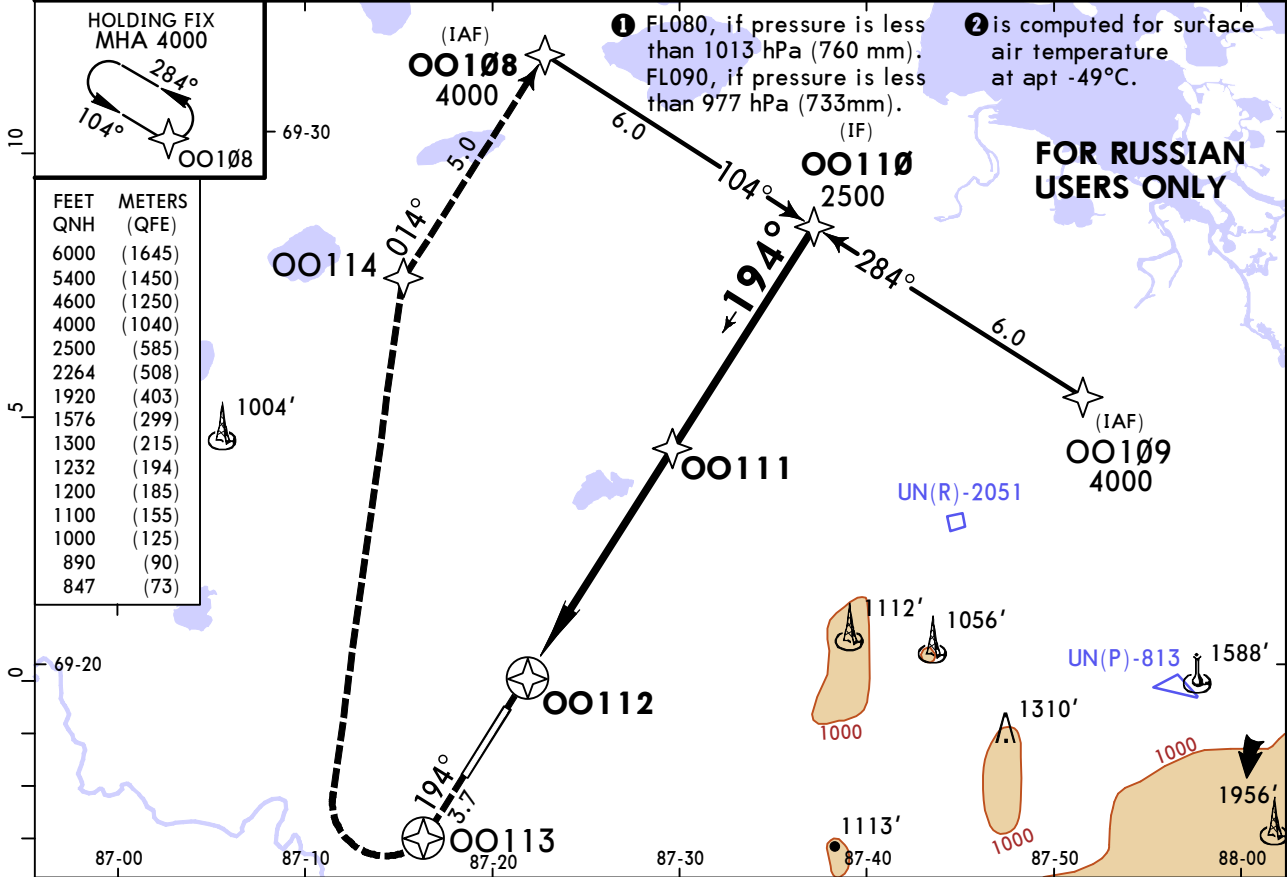 HOLDING FIX
MHA 4000
284°
104°
OO1Ø8
(IAF)
OO1Ø8
4000
❶ FL080, if pressure is less
than 1013 hPa (760 mm).
FL090, if pressure is less
than 977 hPa (733mm).
❷ is computed for surface
air temperature
at apt -49°C.
FOR RUSSIAN
USERS ONLY
69-30
10
5
0
FEET METERS
QNH (QFE)
6000 (1645)
5400 (1450)
4600 (1250)
4000 (1040)
2500 (585)
2264 (508)
1920 (403)
1576 (299)
1300 (215)
1232 (194)
1200 (185)
1100 (155)
1000 (125)
890 (90)
847 (73)
6.0
104°
(IF)
OO11Ø
2500
5.0
014°
OO114
194°
284°
6.0
(IAF)
OO1Ø9
4000
1004'
OO111
UN(R)-2051
1112'
1056'
1000
UN(P)-813
1588'
69-20
OO112
1310'
1000
1000
1956'
194°
3.7
OO113
1113'
87-00
87-10
87-20
87-30
87-40
87-50
88-00